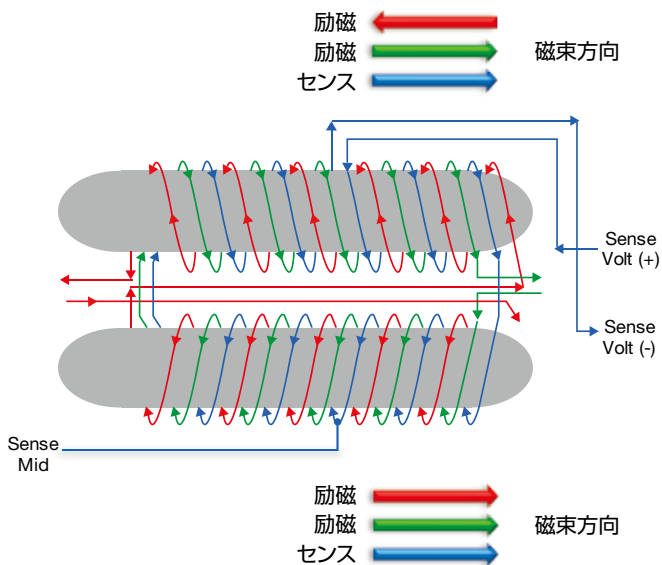 励磁
励磁 磁束方向
センス
Sense
Volt (+)
Sense
Volt (-)
Sense
Mid
励磁
励磁 磁束方向
センス